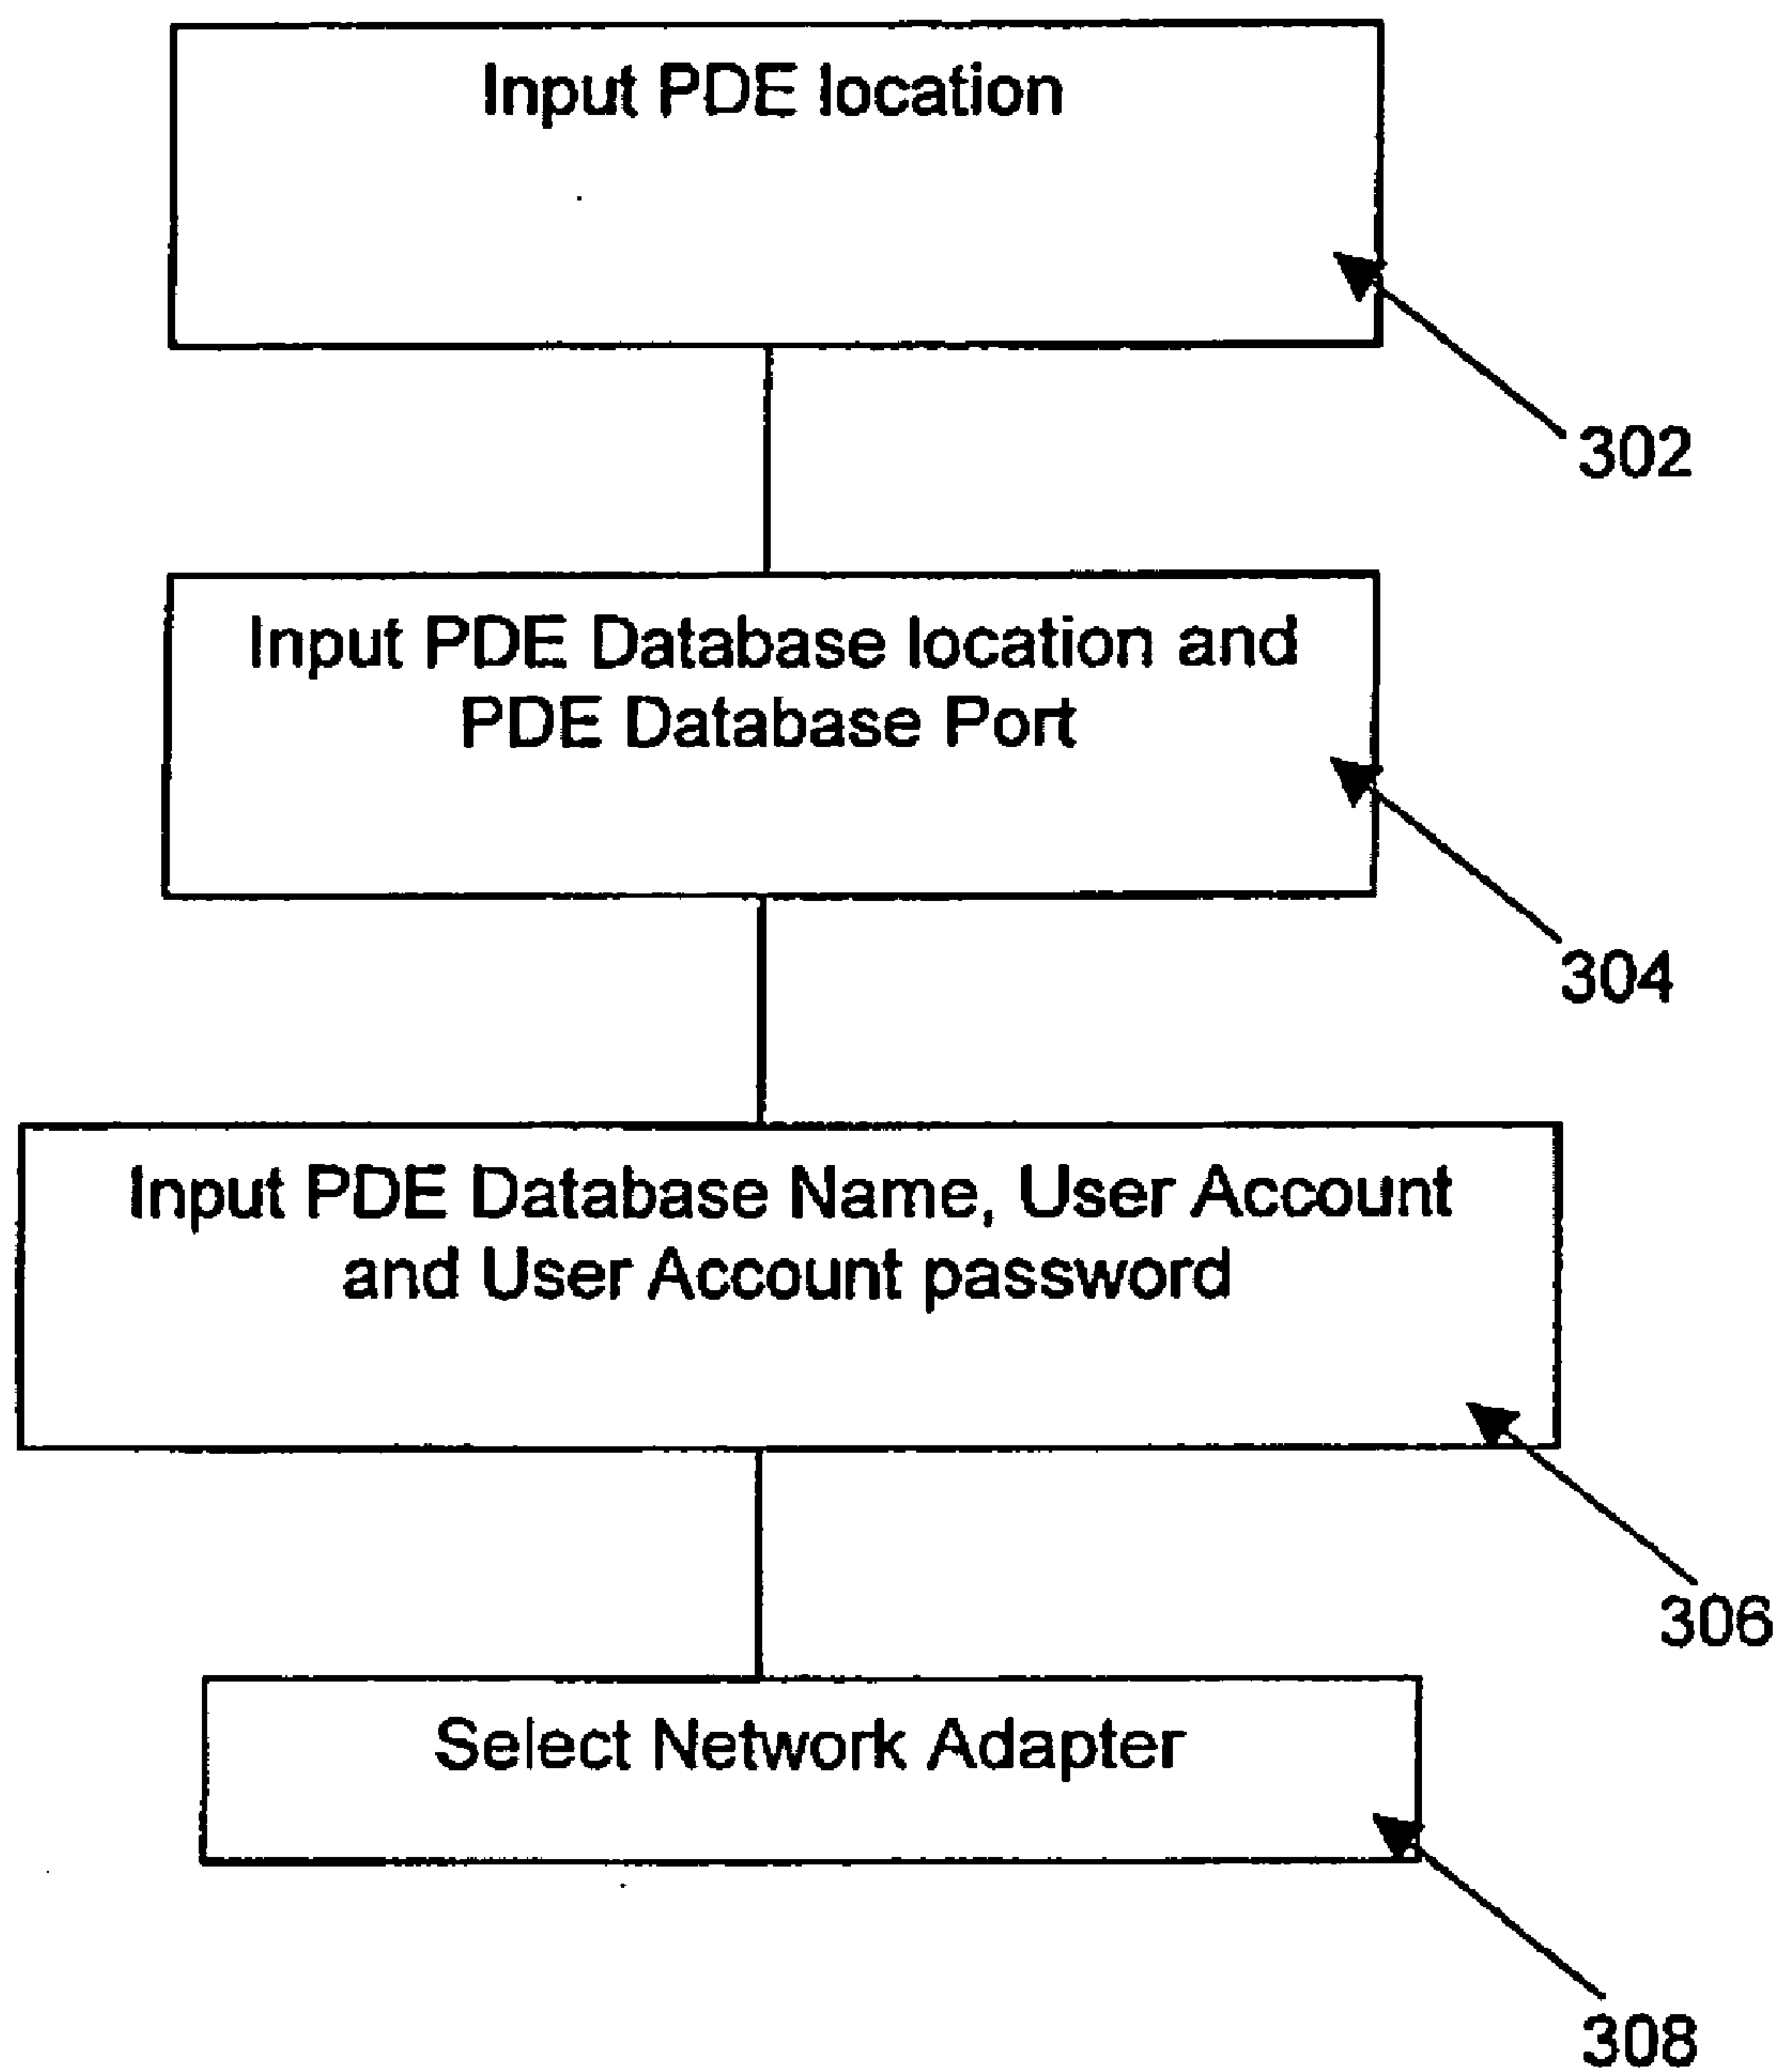 Input PDE location
302
Input PDE Database location and
PDE Database Port
304
Input PDE Database Name, User Account
and User Account password
306
Select Network Adapter
308